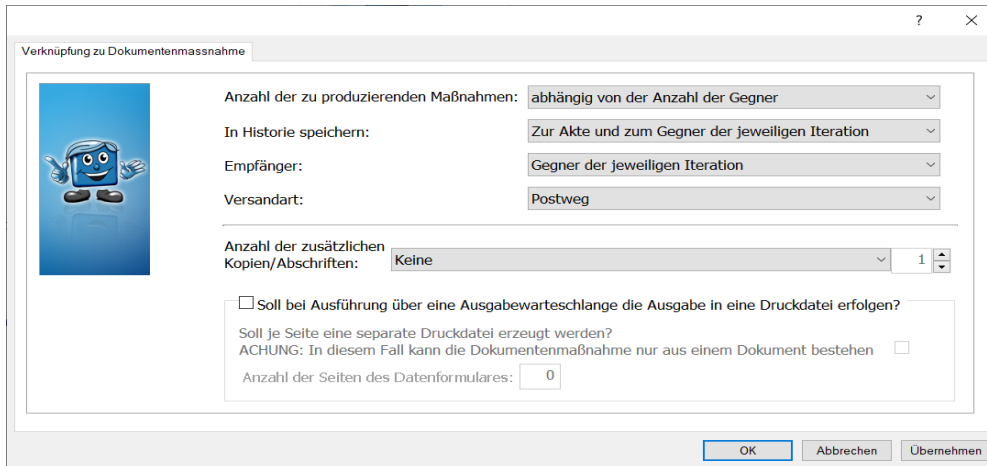 ?
Verknüpfung zu Dokumentenmassnahme
Anzahl der zu produzierenden Maßnahmen: abhängig von der Anzahl der Gegner
In Historie speichern: Zur Akte und zum Gegner der jeweiligen Iteration
Empfänger: Gegner der jeweiligen Iteration
Versandart: Postweg
Anzahl der zusätzlichen
Kopien/Abschriften: Keine 1
Soll bei Ausführung über eine Ausgabewarteschlange die Ausgabe in eine Druckdatei erfolgen?
Soll je Seite eine separate Druckdatei erzeugt werden?
ACHUNG: In diesem Fall kann die Dokumentenmaßnahme nur aus einem Dokument bestehen
Anzahl der Seiten des Datenformulares: 0
OK Abbrechen Übernehmen